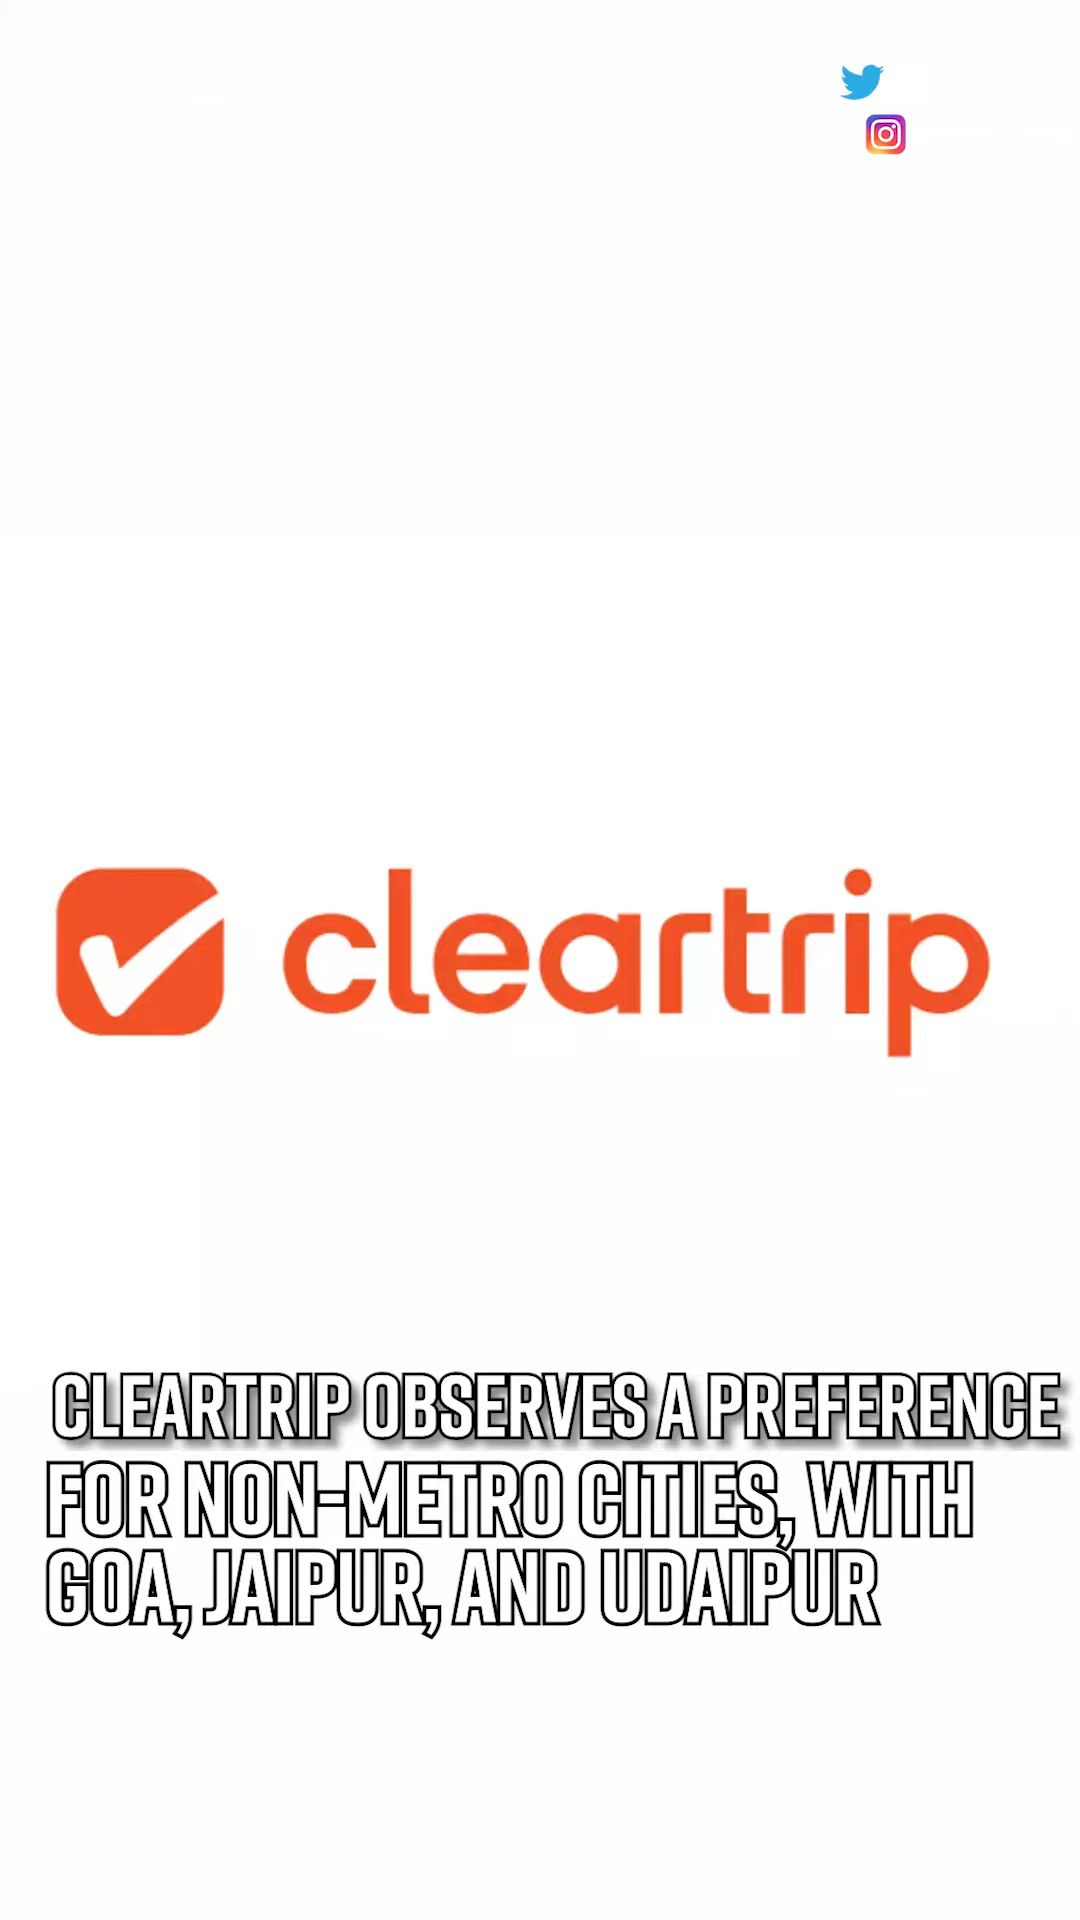 cleartrip
CLEARTRIP OBSERVES A PREFERENCE
FOR NON-METRO CITIES, WITH
GOA, JAIPUR, AND UDAIPUR